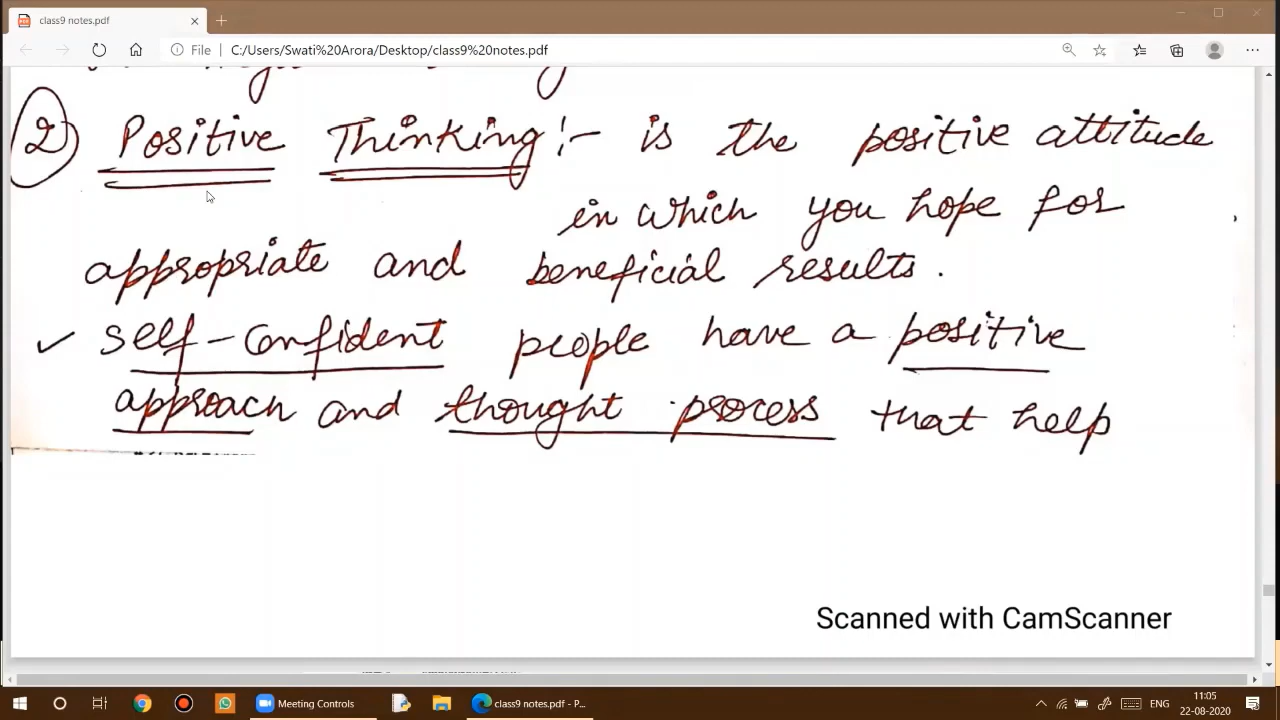 class9 notes.pdf
File C:/Users/Swati%20Arora/Desktop/class9%20notes.pdf
2) Positive Thinking :- is the positive attitude
in which you hope for
appropriate and beneficial results.
✓ Self-Confident people have a positive
approach and thought process that help
Scanned with CamScanner
Meeting Controls
class9 notes.pdf - P...
ENG
11:05
22-08-2020